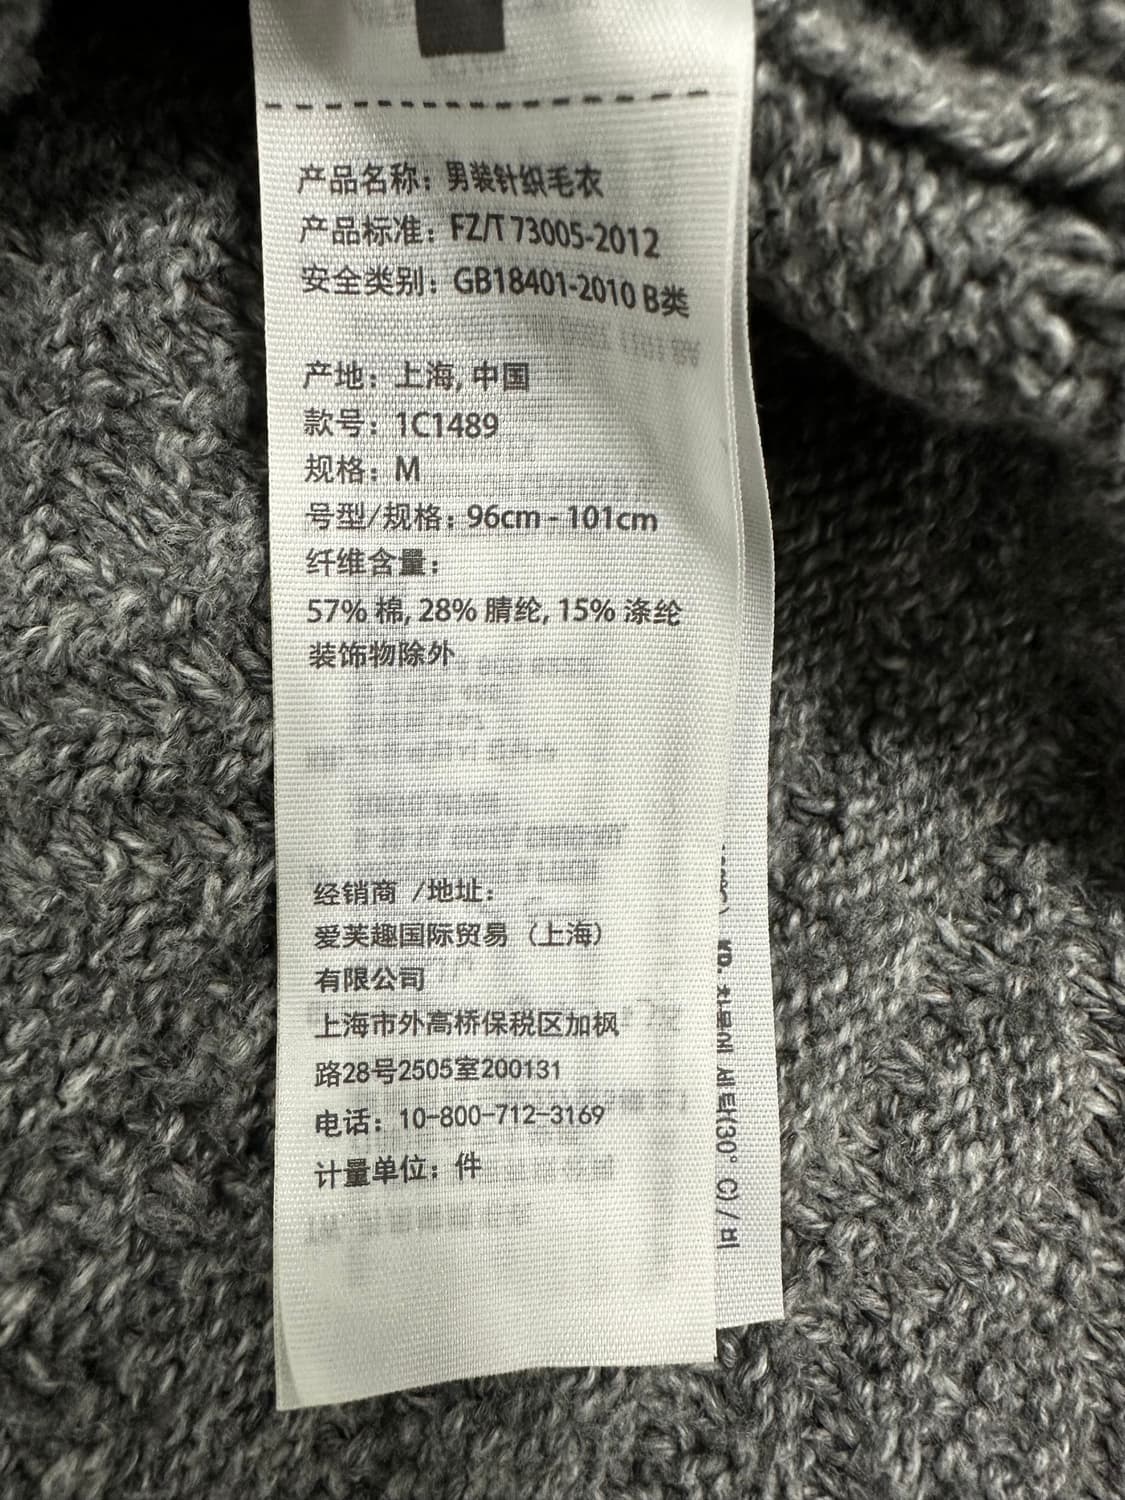 产品名称：男装针织毛衣
产品标准：FZ/T 73005-2012
安全类别：GB18401-2010 B类
产地：上海, 中国
款号：1C1489
规格：M
号型/规格：96cm - 101cm
纤维含量：
57% 棉, 28% 腈纶, 15% 涤纶
装饰物除外
经销商 /地址：
爱芙趣国际贸易（上海）
有限公司
上海市外高桥保税区加枫
路28号2505室200131
电话：10-800-712-3169
计量单位：件
세탁(30° C) / 비